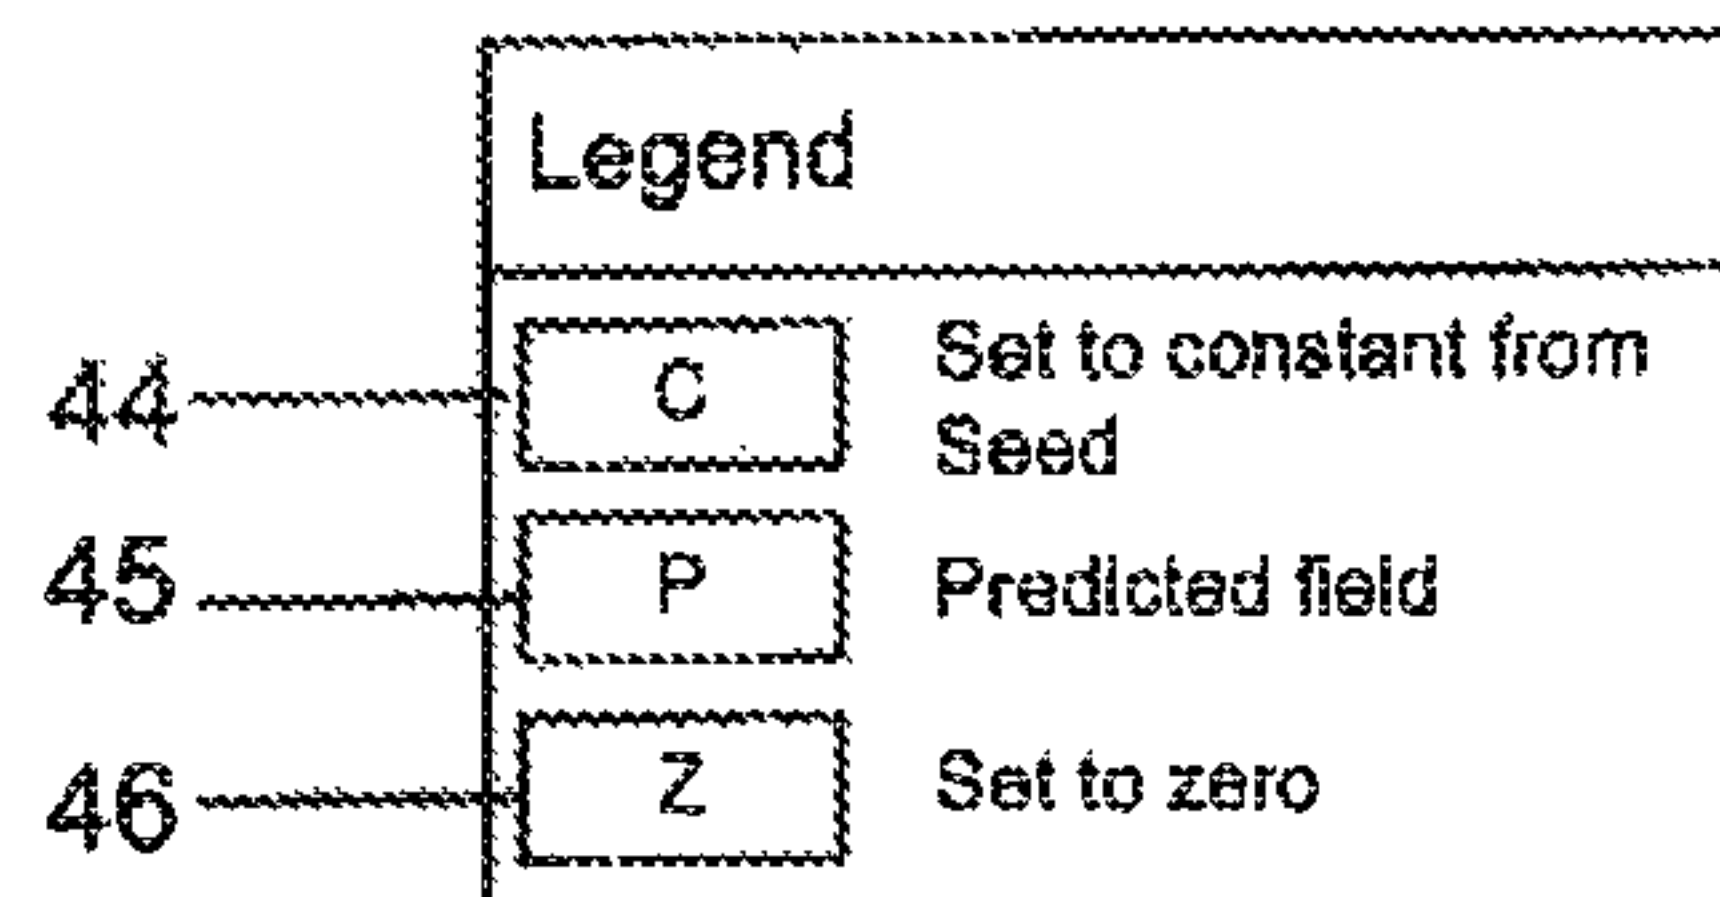 Legend
44 C Set to constant from
Seed
45 P Predicted field
46 Z Set to zero